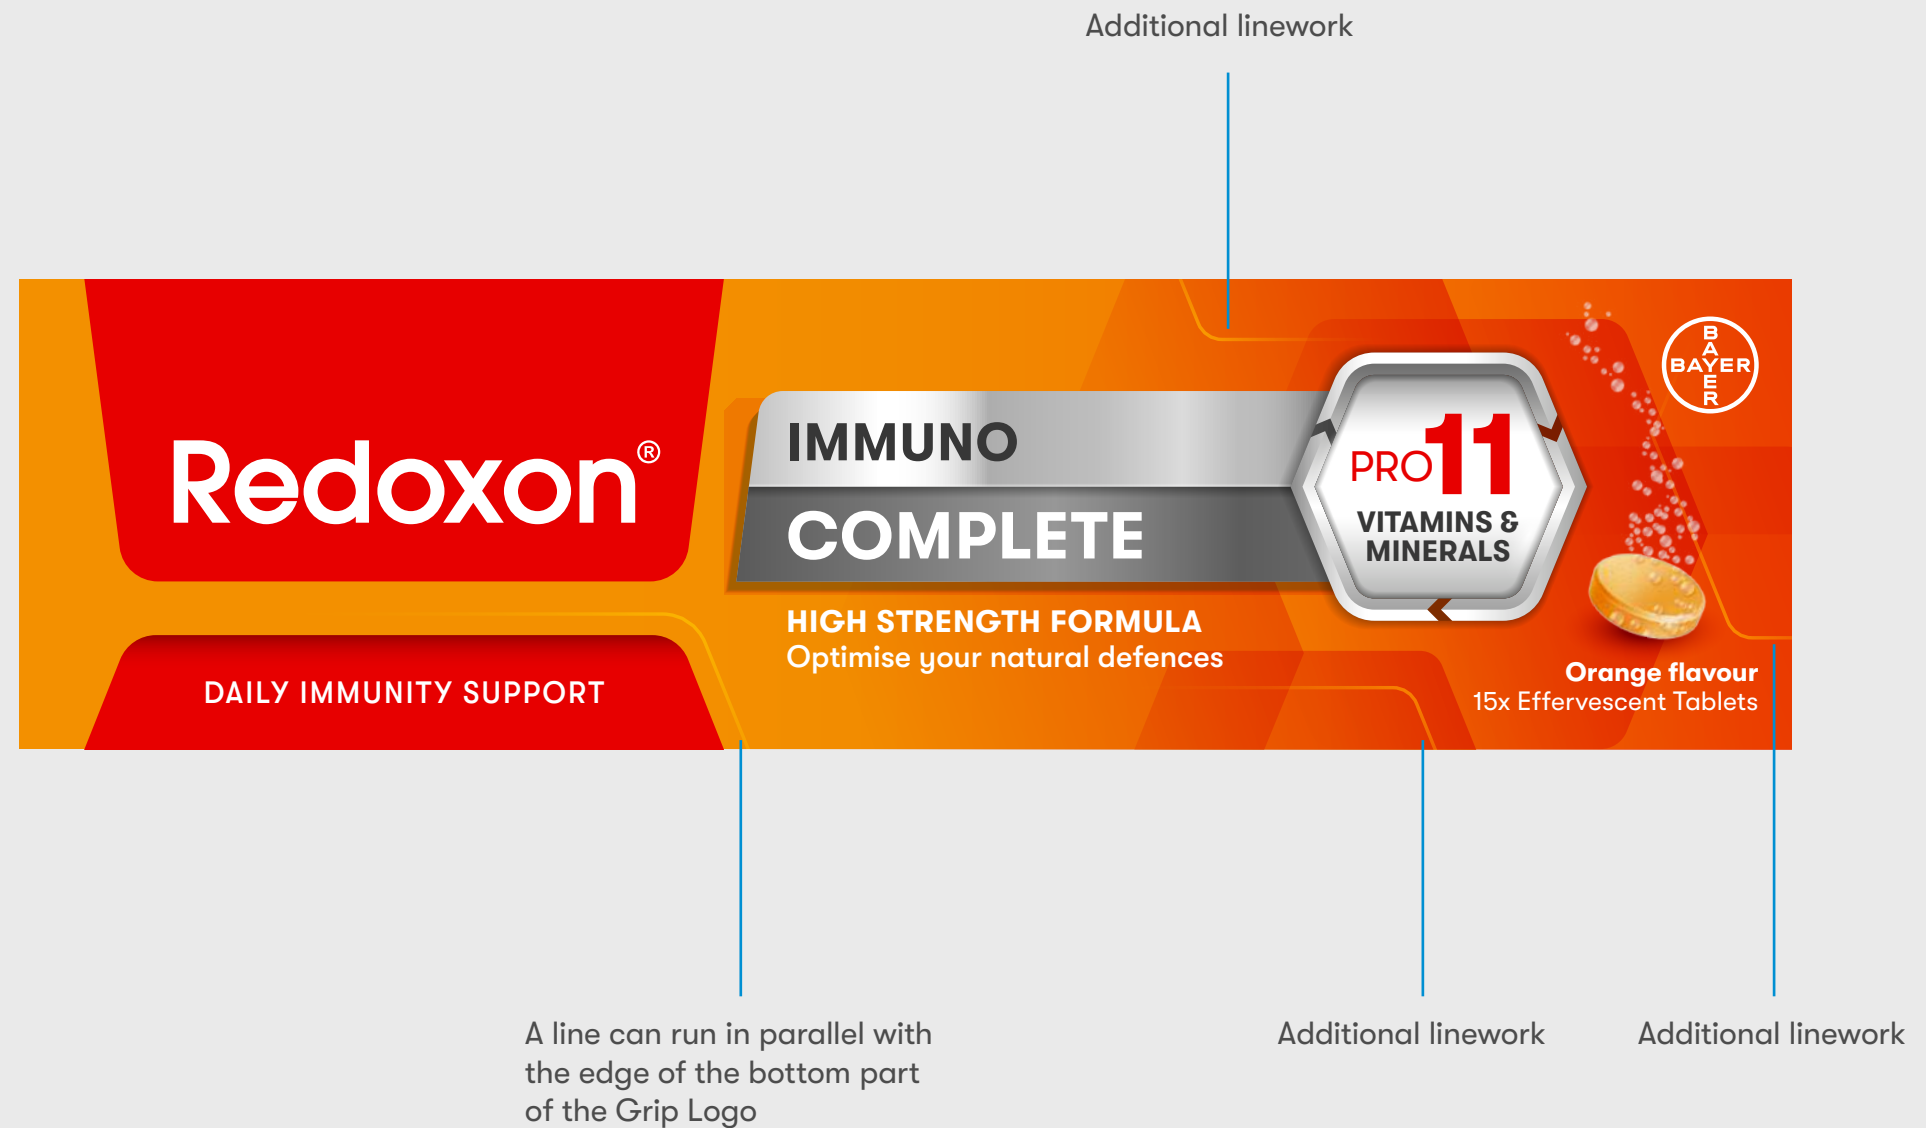 Additional linework
Redoxon®
DAILY IMMUNITY SUPPORT
IMMUNO
COMPLETE
HIGH STRENGTH FORMULA
Optimise your natural defences
PRO11
VITAMINS &
MINERALS
BAYER
BAYER
Orange flavour
15x Effervescent Tablets
A line can run in parallel with
the edge of the bottom part
of the Grip Logo
Additional linework
Additional linework